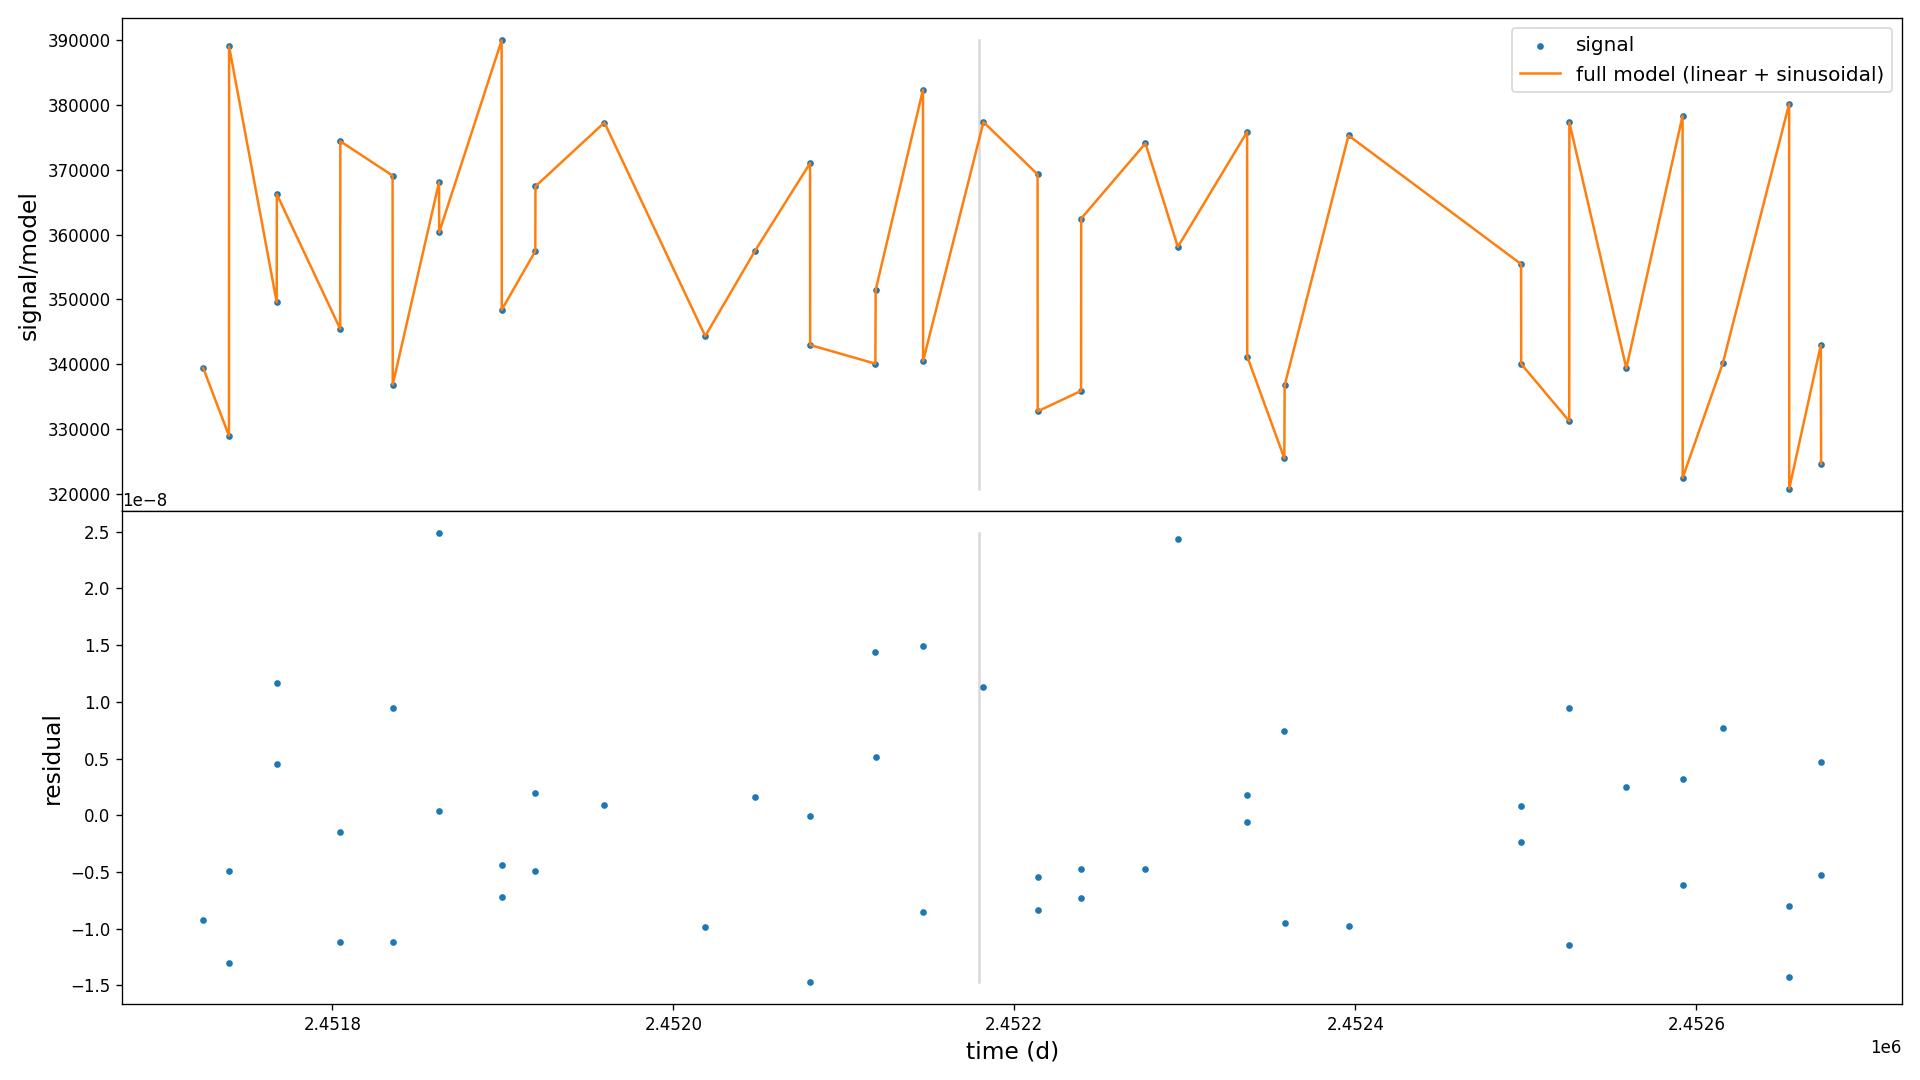 390000
380000
370000
360000
350000
340000
330000
320000
signal/model
signal
full model (linear + sinusoidal)
1e−8
2.5
2.0
1.5
1.0
0.5
0.0
−0.5
−1.0
−1.5
residual
2.4518 2.4520 2.4522 2.4524 2.4526
time (d)
1e6